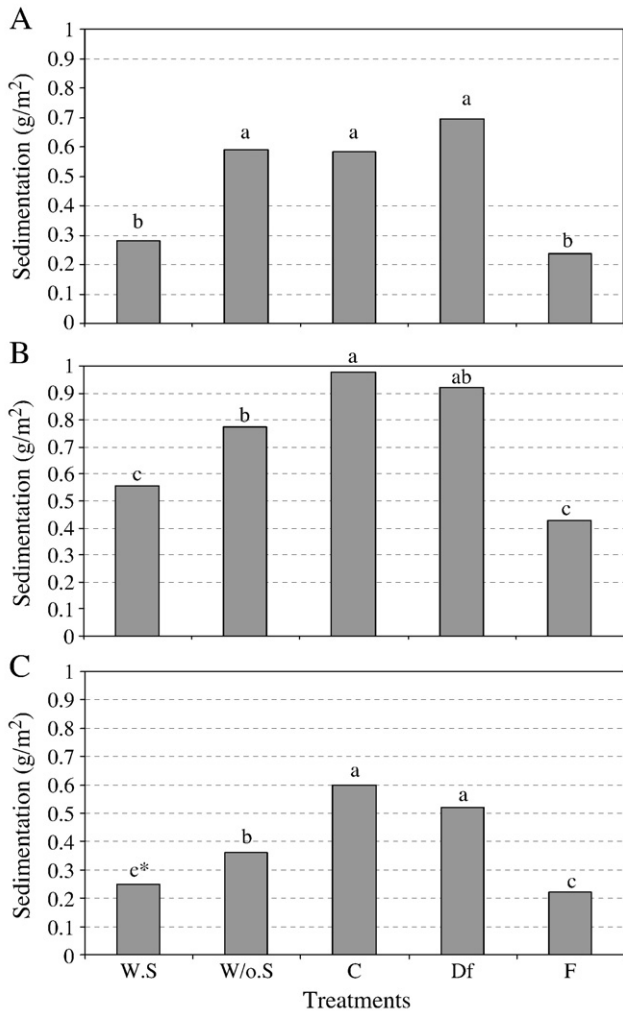 A
Sedimentation (g/m²)
1
0.9
0.8
0.7
0.6
0.5
0.4
0.3
0.2
0.1
0
b
a
a
a
b
B
Sedimentation (g/m²)
1
0.9
0.8
0.7
0.6
0.5
0.4
0.3
0.2
0.1
0
c
b
a
ab
c
C
Sedimentation (g/m²)
1
0.9
0.8
0.7
0.6
0.5
0.4
0.3
0.2
0.1
0
c*
b
a
a
c
W.S W/o.S C Df F
Treatments